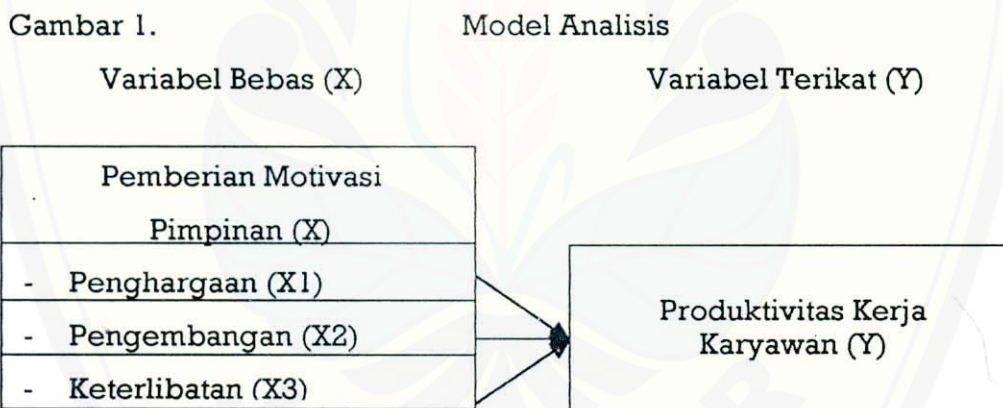 Gambar 1. Model Analisis
Variabel Bebas (X) Variabel Terikat (Y)
Pemberian Motivasi
Pimpinan (X)
- Penghargaan (X1)
- Pengembangan (X2)
- Keterlibatan (X3)
Produktivitas Kerja
Karyawan (Y)